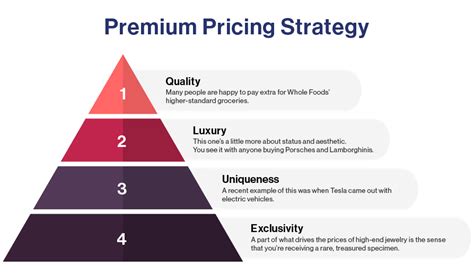 Premium Pricing Strategy
1
Quality
Many people are happy to pay extra for Whole Foods'
higher-standard groceries.
2
Luxury
This one's a little more about status and aesthetic.
You see it with anyone buying Porsches and Lamborghinis.
3
Uniqueness
A recent example of this was when Tesla came out with
electric vehicles.
4
Exclusivity
A part of what drives the prices of high-end jewelry is the sense
that you're receiving a rare, treasured specimen.